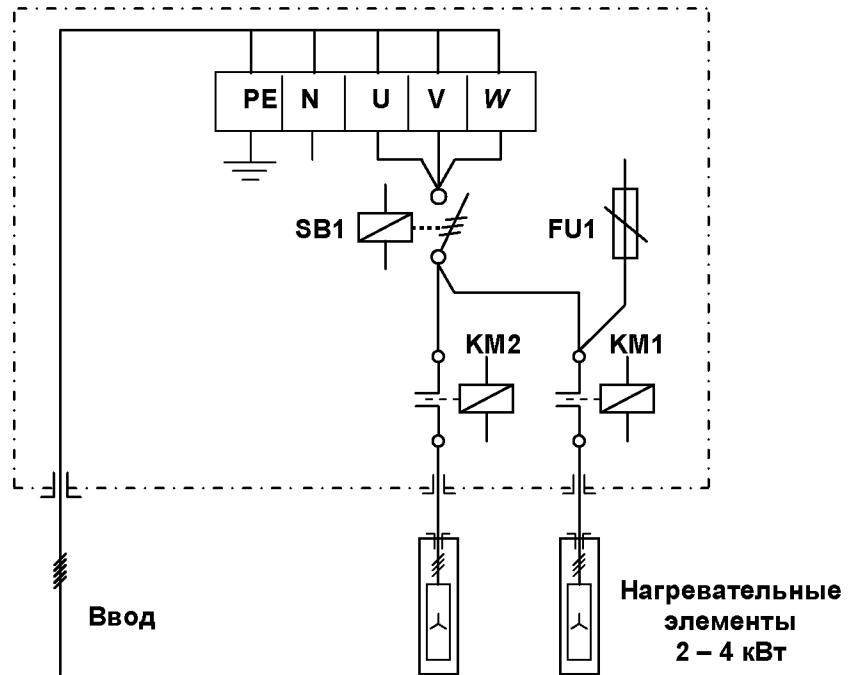 PE N U V W
SB1
FU1
KM2
KM1
Ввод
Нагревательные
элементы
2 – 4 кВт